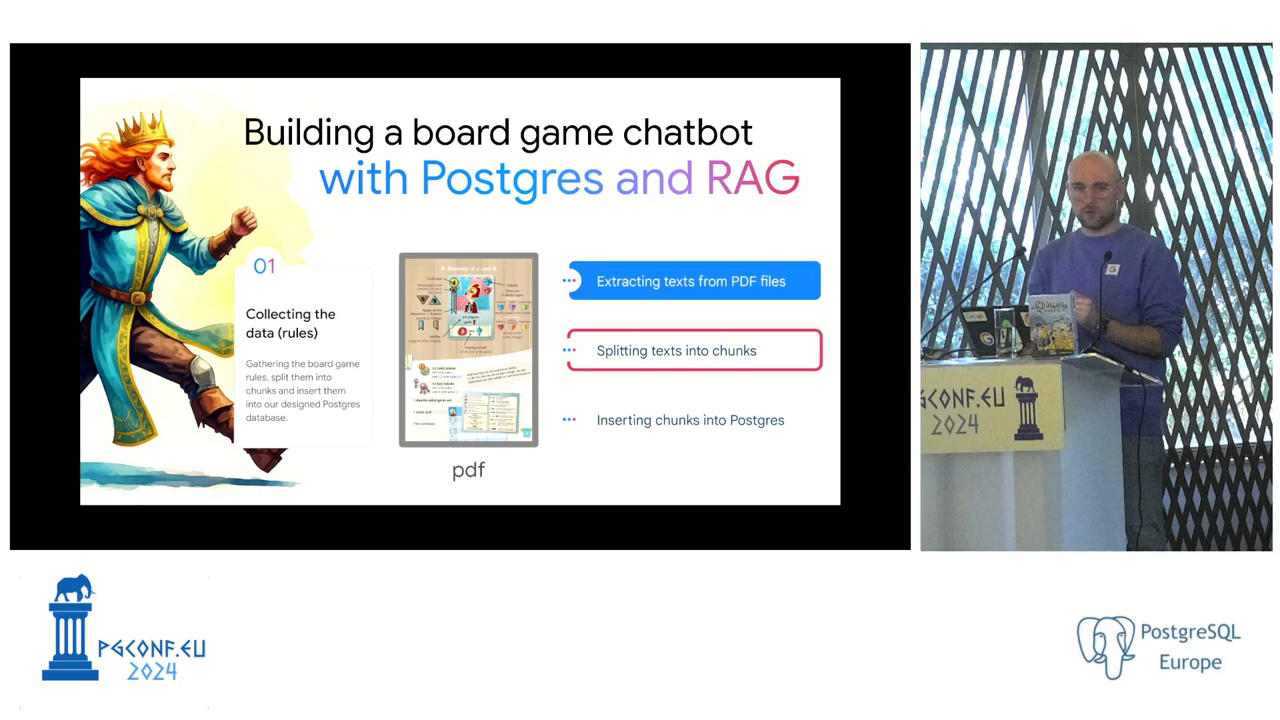 Building a board game chatbot
with Postgres and RAG
01
Collecting the
data (rules)
Gathering the board game
rules, split them into
chunks and insert them
into our designed Postgres
database.
pdf
Extracting texts from PDF files
Splitting texts into chunks
Inserting chunks into Postgres
GCONF.EU
2024
PGCONF.EU
2024
PostgreSQL
Europe